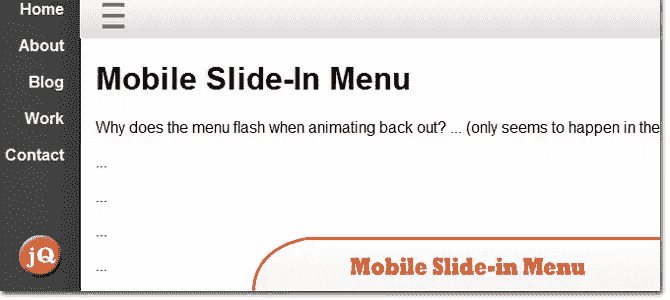 Home
About
Blog
Work
Contact
jQ
Mobile Slide-In Menu
Why does the menu flash when animating back out? ... (only seems to happen in the
...
...
...
...
Mobile Slide-in Menu